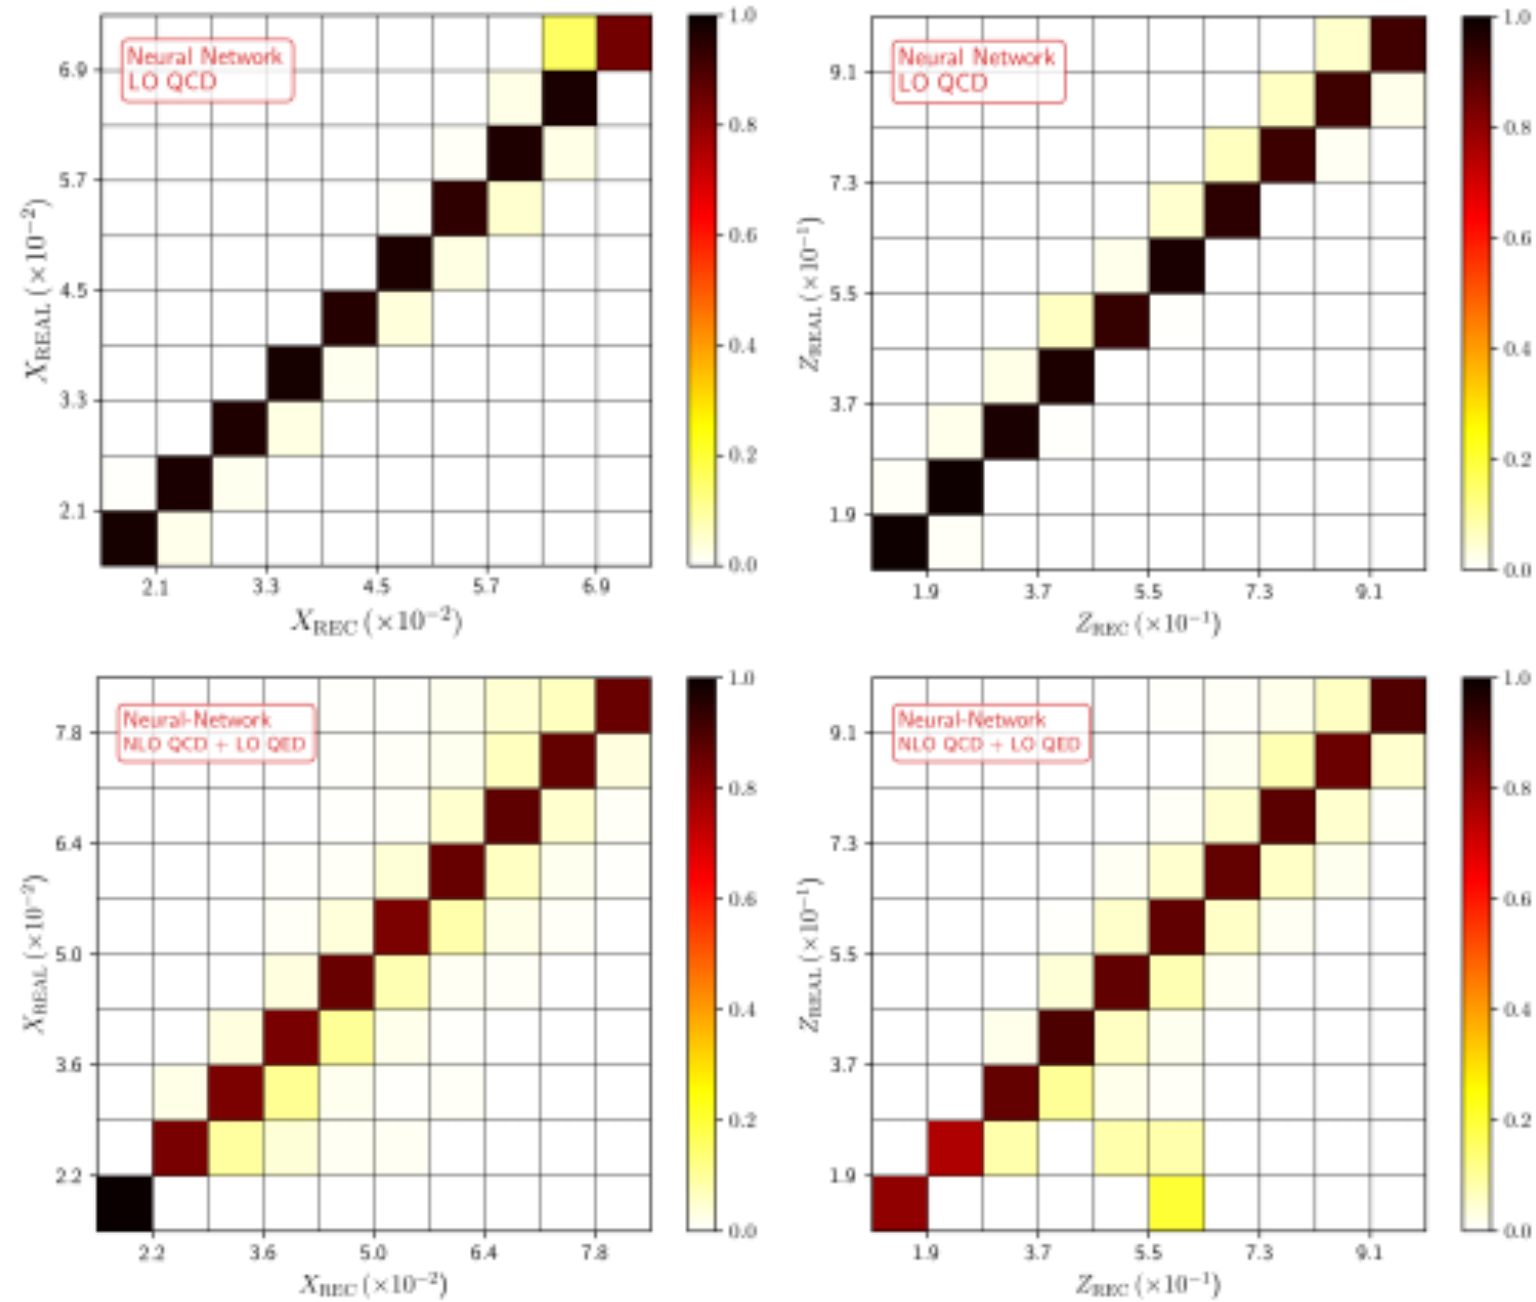 Neural Network
LO QCD
X_REAL (×10⁻²)
6.9
5.7
4.5
3.3
2.1
2.1 3.3 4.5 5.7 6.9
X_REC (×10⁻²)
1.0
0.8
0.6
0.4
0.2
0.0
Neural Network
LO QCD
Z_REAL (×10⁻¹)
9.1
7.3
5.5
3.7
1.9
1.9 3.7 5.5 7.3 9.1
Z_REC (×10⁻¹)
1.0
0.8
0.6
0.4
0.2
0.0
Neural-Network
NLO QCD + LO QED
X_REAL (×10⁻²)
7.8
6.4
5.0
3.6
2.2
2.2 3.6 5.0 6.4 7.8
X_REC (×10⁻²)
1.0
0.8
0.6
0.4
0.2
0.0
Neural-Network
NLO QCD + LO QED
Z_REAL (×10⁻¹)
9.1
7.3
5.5
3.7
1.9
1.9 3.7 5.5 7.3 9.1
Z_REC (×10⁻¹)
1.0
0.8
0.6
0.4
0.2
0.0